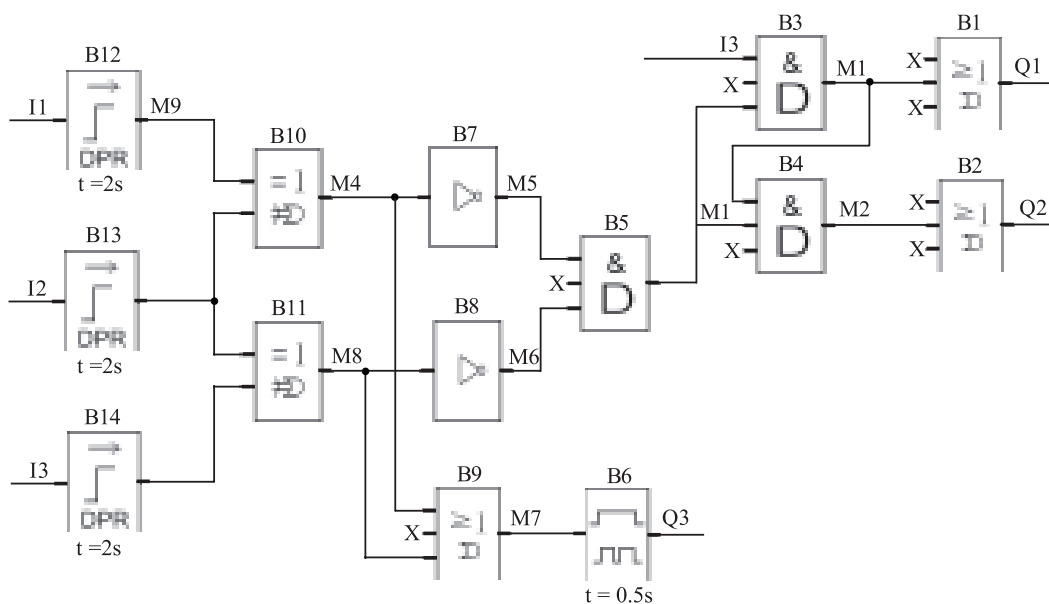 B12
I1
M9
DPR
t =2s
B13
I2
DPR
t =2s
B14
I3
DPR
t =2s
B10
=1
M4
B11
=1
M8
B7
M5
B8
M6
B5
&
X
B9
≥1
X
M7
B6
Q3
t = 0.5s
B3
I3
&
X
M1
B1
X
≥1
X
Q1
B4
&
M1
X
M2
B2
X
≥1
X
Q2